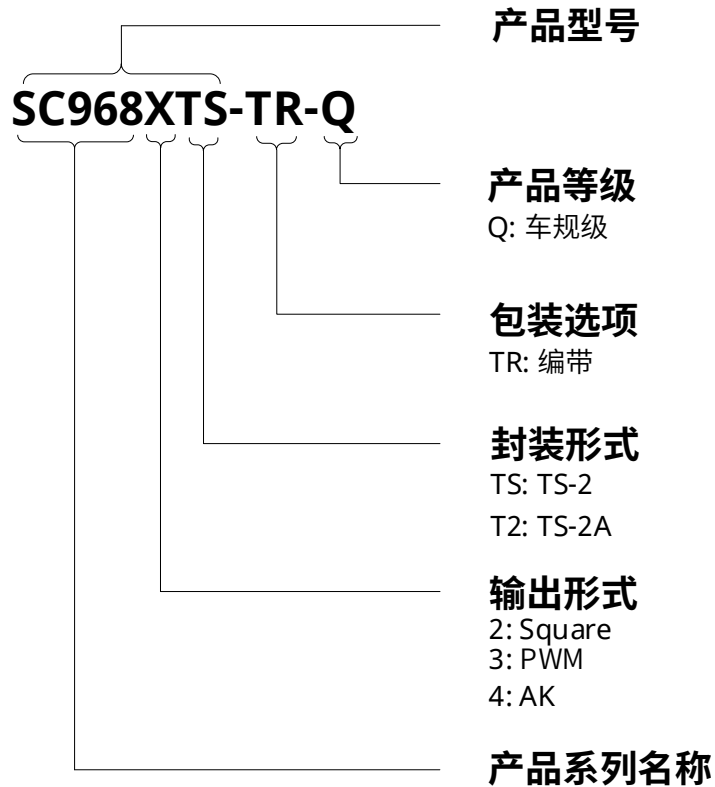 产品型号
SC968XTS-TR-Q
产品等级
Q: 车规级
包装选项
TR: 编带
封装形式
TS: TS-2
T2: TS-2A
输出形式
2: Square
3: PWM
4: AK
产品系列名称